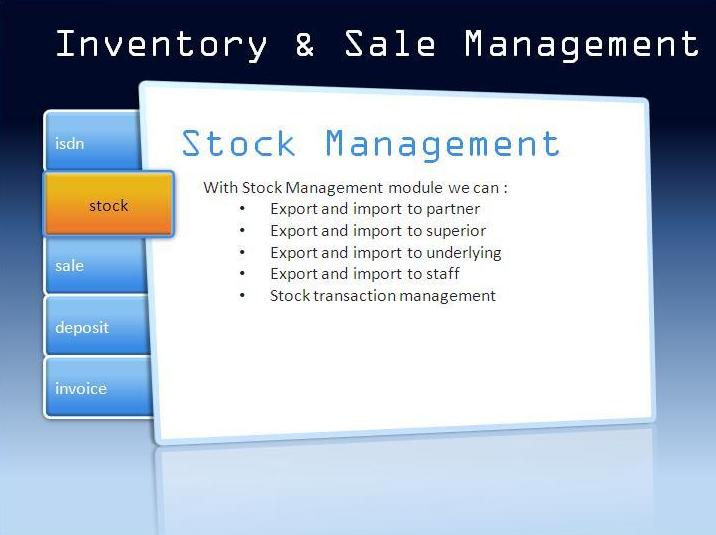 Inventory & Sale Management
isdn
stock
sale
deposit
invoice
Stock Management
With Stock Management module we can :
• Export and import to partner
• Export and import to superior
• Export and import to underlying
• Export and import to staff
• Stock transaction management